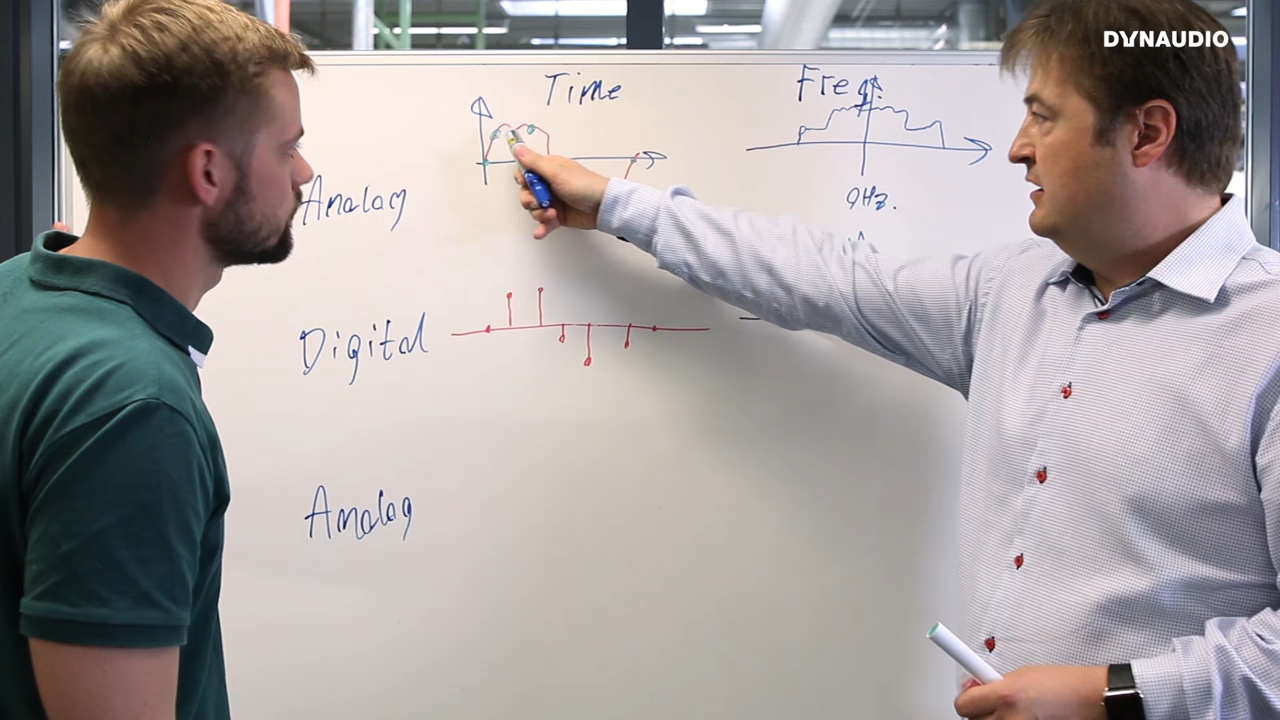 DYNAUDIO
Time
Freq.
Analog
0Hz.
Digital
Analog